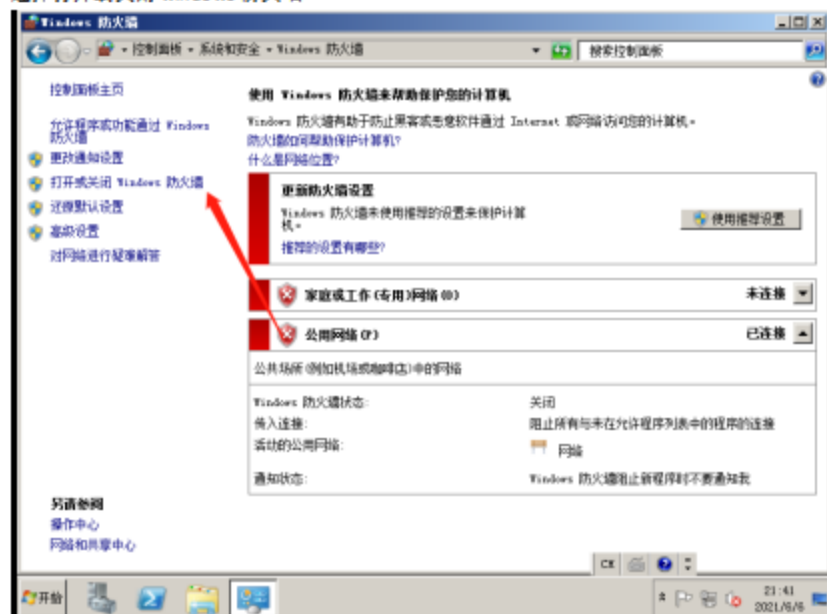 Windows 防火墙
控制面板 系统和安全 Windows 防火墙
搜索控制面板
控制面板主页
允许程序或功能通过 Windows
防火墙
更改通知设置
打开或关闭 Windows 防火墙
还原默认设置
高级设置
对网络进行疑难解答
使用 Windows 防火墙来帮助保护您的计算机
Windows 防火墙有助于防止黑客或恶意软件通过 Internet 或网络访问您的计算机。
防火墙如何帮助保护计算机?
什么是网络位置?
更新防火墙设置
Windows 防火墙未使用推荐的设置来保护计算
机。
推荐的设置有哪些?
使用推荐设置
家庭或工作(专用)网络(O)
未连接
公用网络(P)
已连接
公共场所(例如机场或咖啡店)中的网络
Windows 防火墙状态:
关闭
传入连接:
阻止所有与未在允许程序列表中的程序的连接
活动的公用网络:
网络
通知状态:
Windows 防火墙阻止新程序时不要通知我
另请参阅
操作中心
网络和共享中心
CH
开始
21:41
2021/6/6